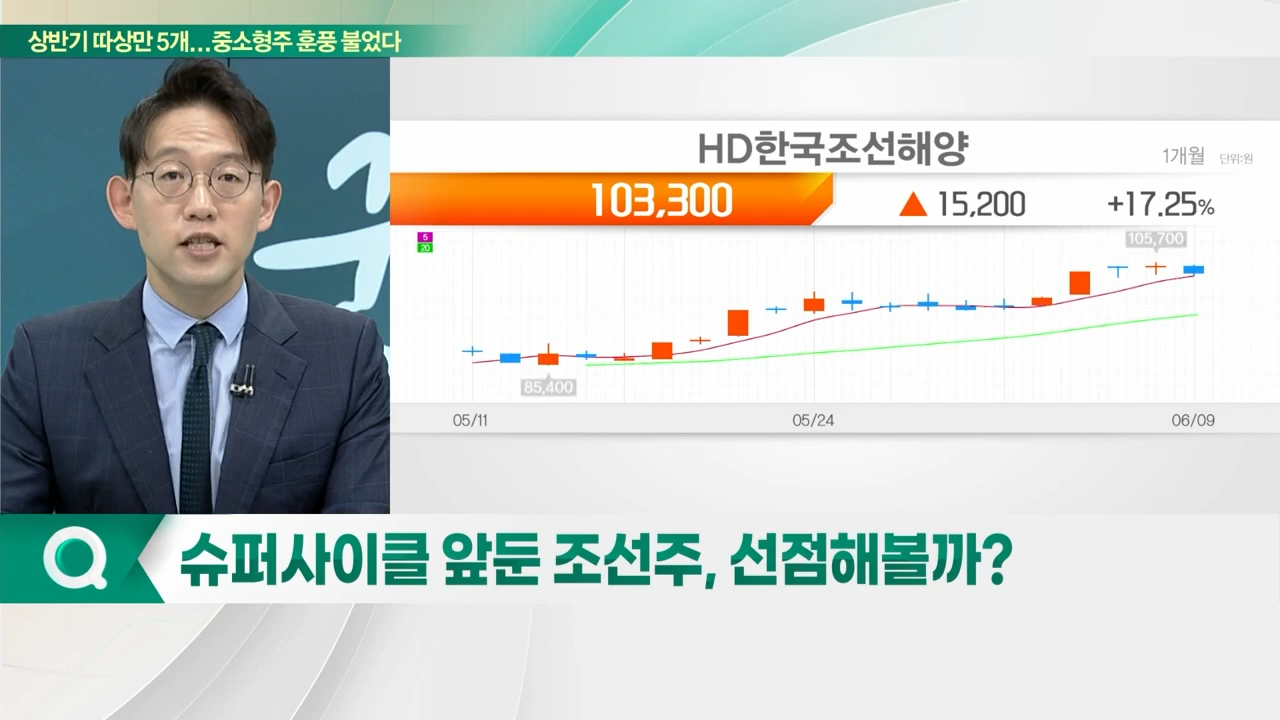 상반기 따상만 5개...중소형주 훈풍 불었다
HD한국조선해양
1개월 단위:원
103,300 ▲ 15,200 +17.25%
5
20
105,700
85,400
05/11 05/24 06/09
슈퍼사이클 앞둔 조선주, 선점해볼까?